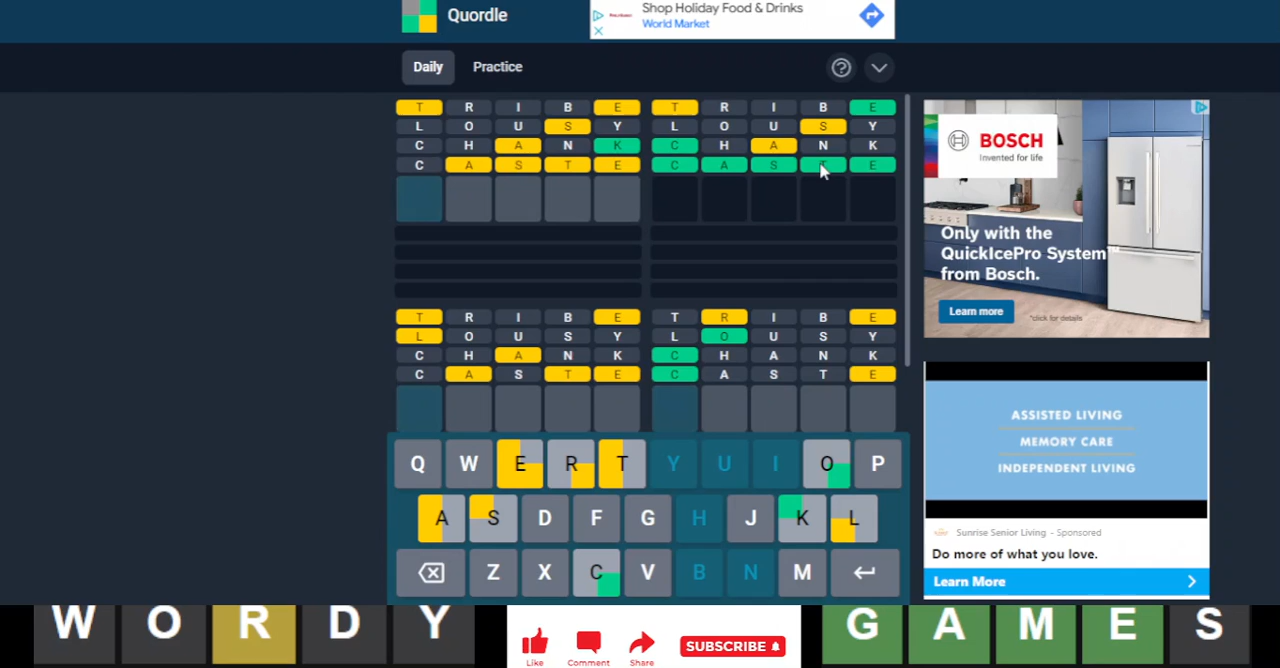 Quordle
Shop Holiday Food & Drinks
World Market
Daily
Practice
?
T R I B E
T R I B E
L O U S Y
L O U S Y
C H A N K
C H A N K
C A S T E
C A S T E
T R I B E
T R I B E
L O U S Y
L O U S Y
C H A N K
C H A N K
C A S T E
C A S T E
Q W E R T Y U I O P
A S D F G H J K L
Z X C V B N M
BOSCH
Invented for life
Only with the
QuickIcePro System™
from Bosch.
Learn more
*click for details
ASSISTED LIVING
MEMORY CARE
INDEPENDENT LIVING
Sunrise Senior Living - Sponsored
Do more of what you love.
Learn More
W O R D Y
Like
Comment
Share
SUBSCRIBE
G A M E S